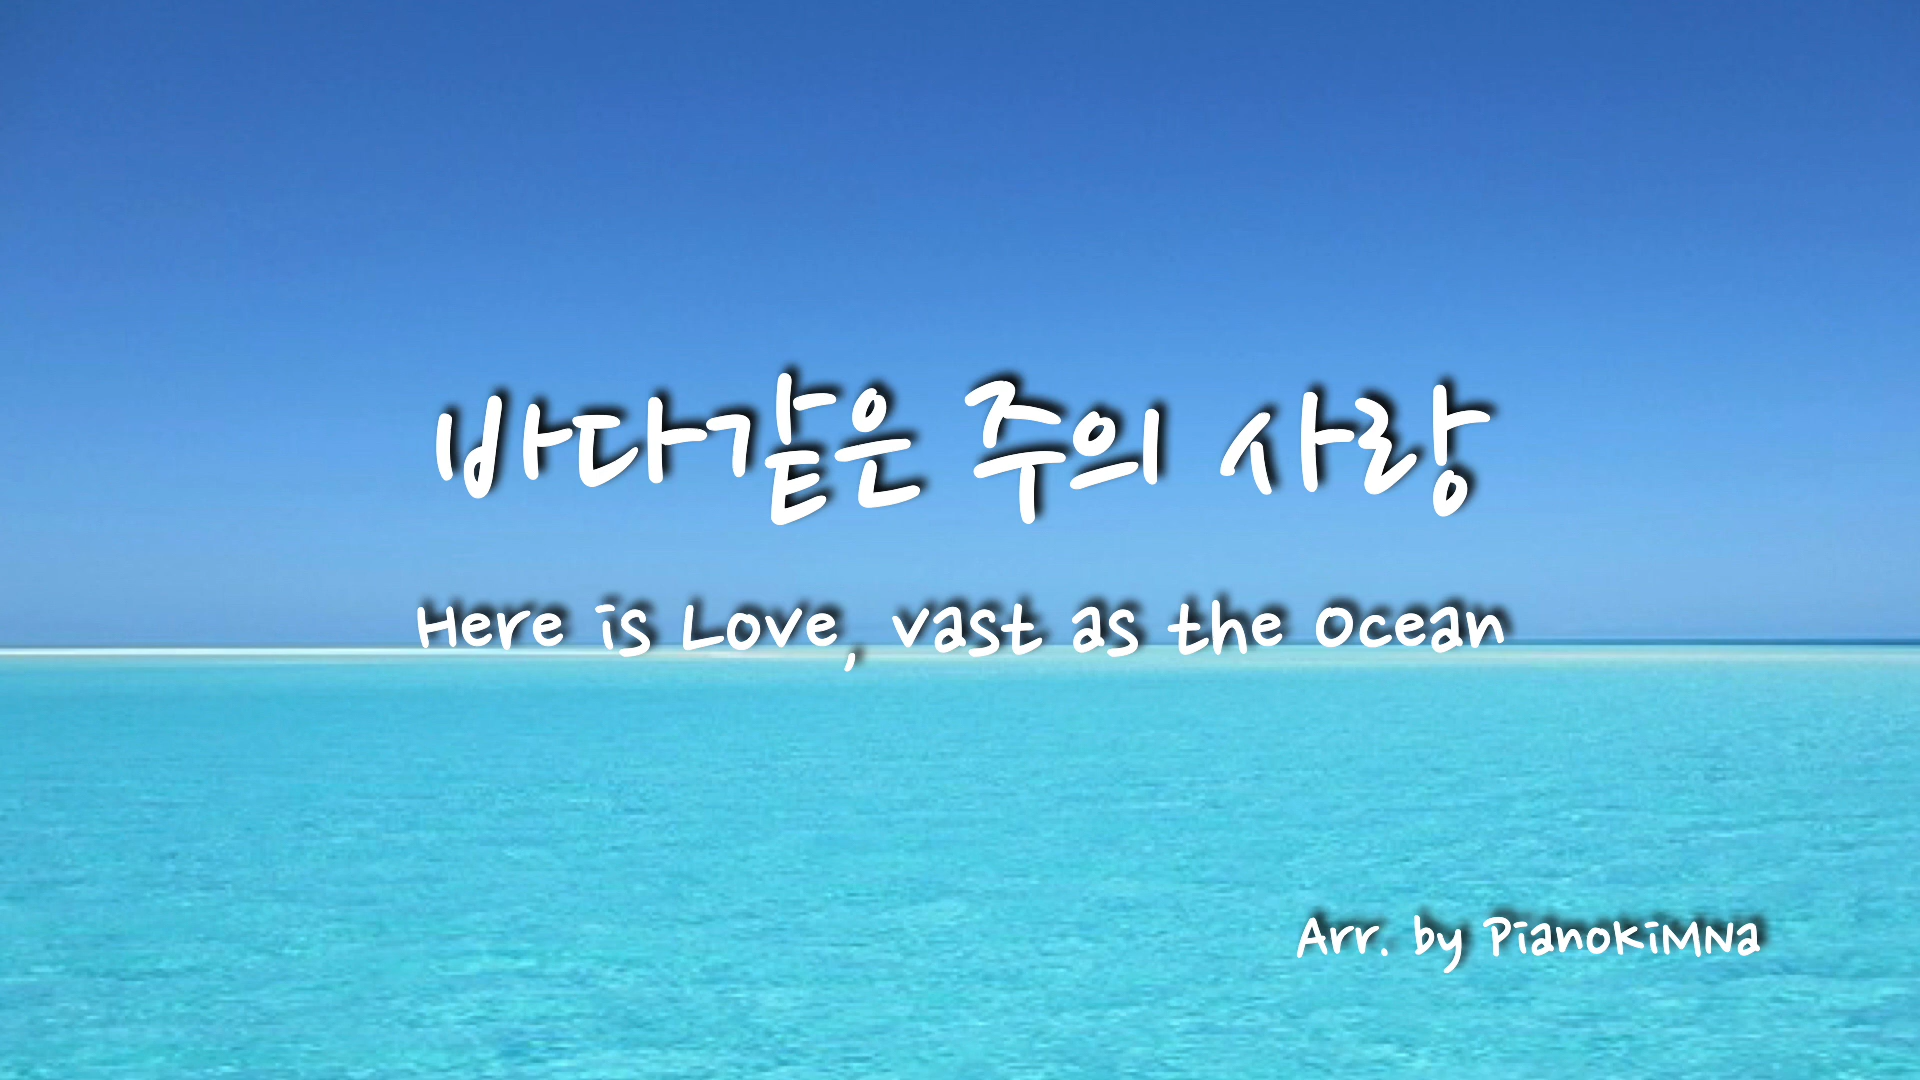 바다같은 주의 사랑
Here is Love, vast as the Ocean
Arr. by PianoKiMNa